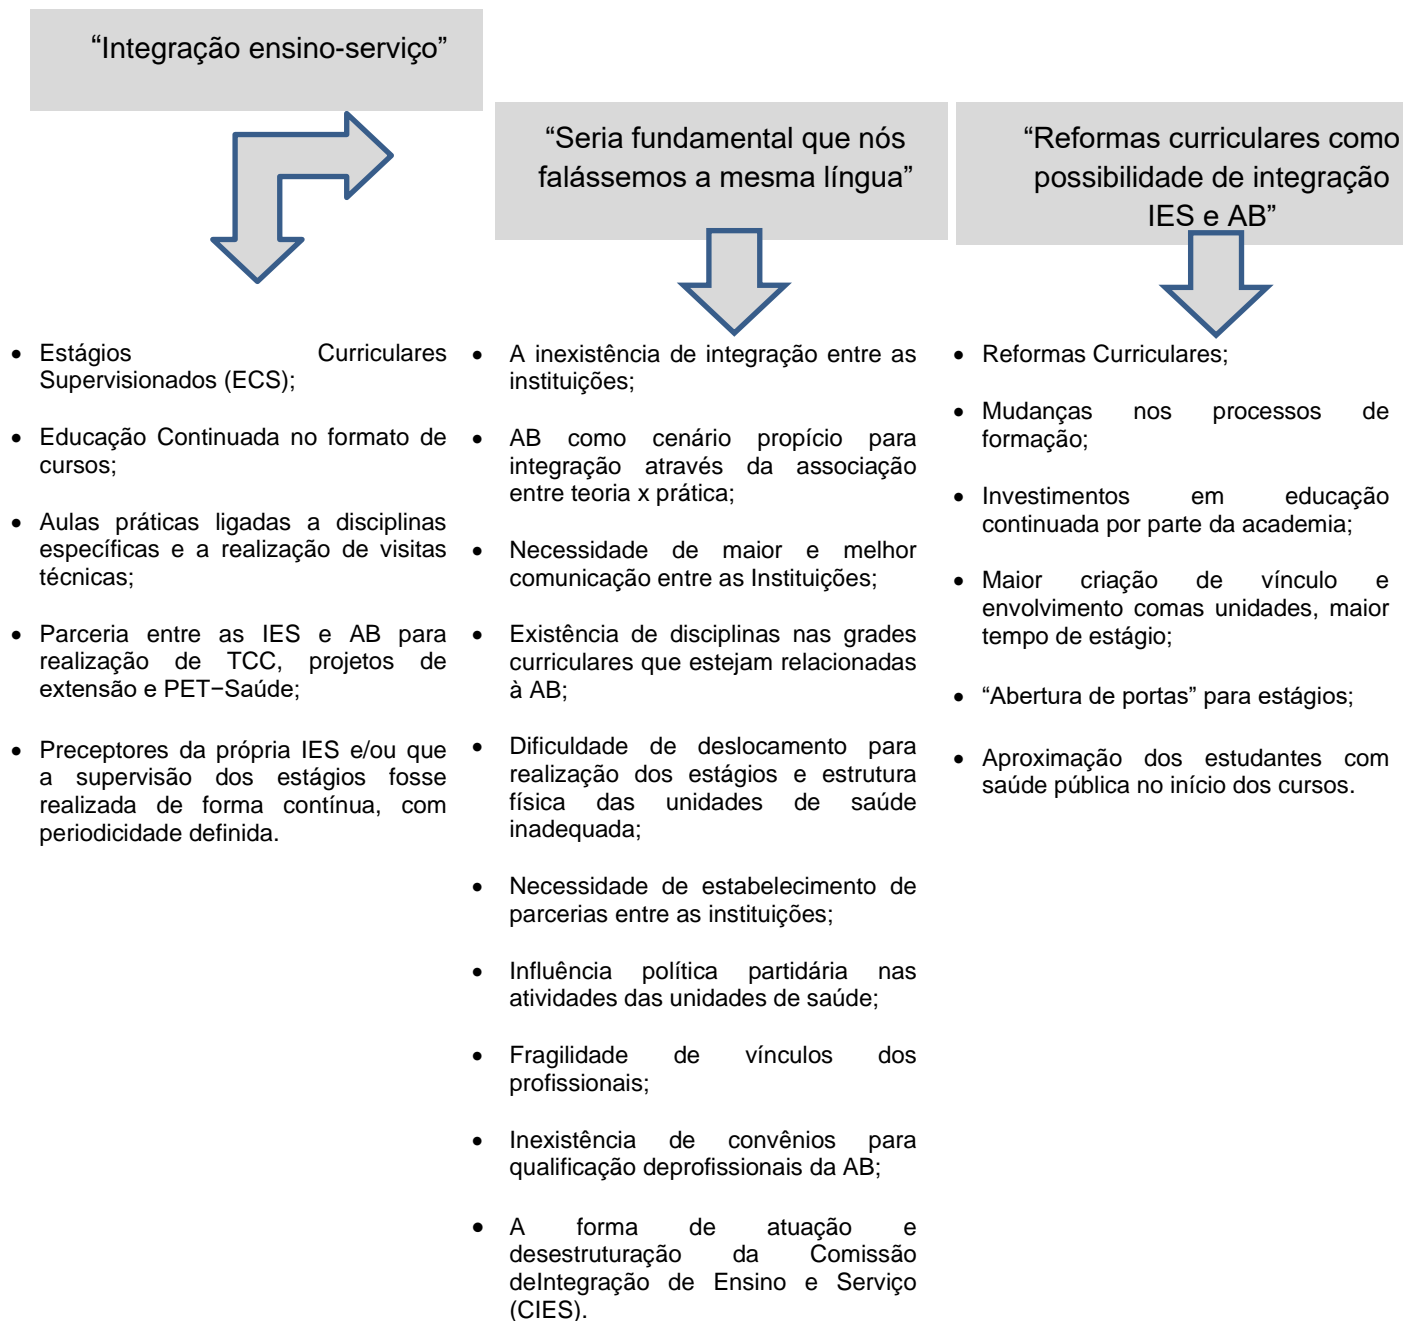 “Integração ensino-serviço”
“Seria fundamental que nós
falássemos a mesma língua”
“Reformas curriculares como
possibilidade de integração
IES e AB”
• Estágios Curriculares
Supervisionados (ECS);
• Educação Continuada no formato de
cursos;
• Aulas práticas ligadas a disciplinas
específicas e a realização de visitas
técnicas;
• Parceria entre as IES e AB para
realização de TCC, projetos de
extensão e PET−Saúde;
• Preceptores da própria IES e/ou que
a supervisão dos estágios fosse
realizada de forma contínua, com
periodicidade definida.
• A inexistência de integração entre as
instituições;
• AB como cenário propício para
integração através da associação
entre teoria x prática;
• Necessidade de maior e melhor
comunicação entre as Instituições;
• Existência de disciplinas nas grades
curriculares que estejam relacionadas
à AB;
• Dificuldade de deslocamento para
realização dos estágios e estrutura
física das unidades de saúde
inadequada;
• Necessidade de estabelecimento de
parcerias entre as instituições;
• Influência política partidária nas
atividades das unidades de saúde;
• Fragilidade de vínculos dos
profissionais;
• Inexistência de convênios para
qualificação deprofissionais da AB;
• A forma de atuação e
desestruturação da Comissão
deIntegração de Ensino e Serviço
(CIES).
• Reformas Curriculares;
• Mudanças nos processos de
formação;
• Investimentos em educação
continuada por parte da academia;
• Maior criação de vínculo e
envolvimento comas unidades, maior
tempo de estágio;
• “Abertura de portas” para estágios;
• Aproximação dos estudantes com
saúde pública no início dos cursos.